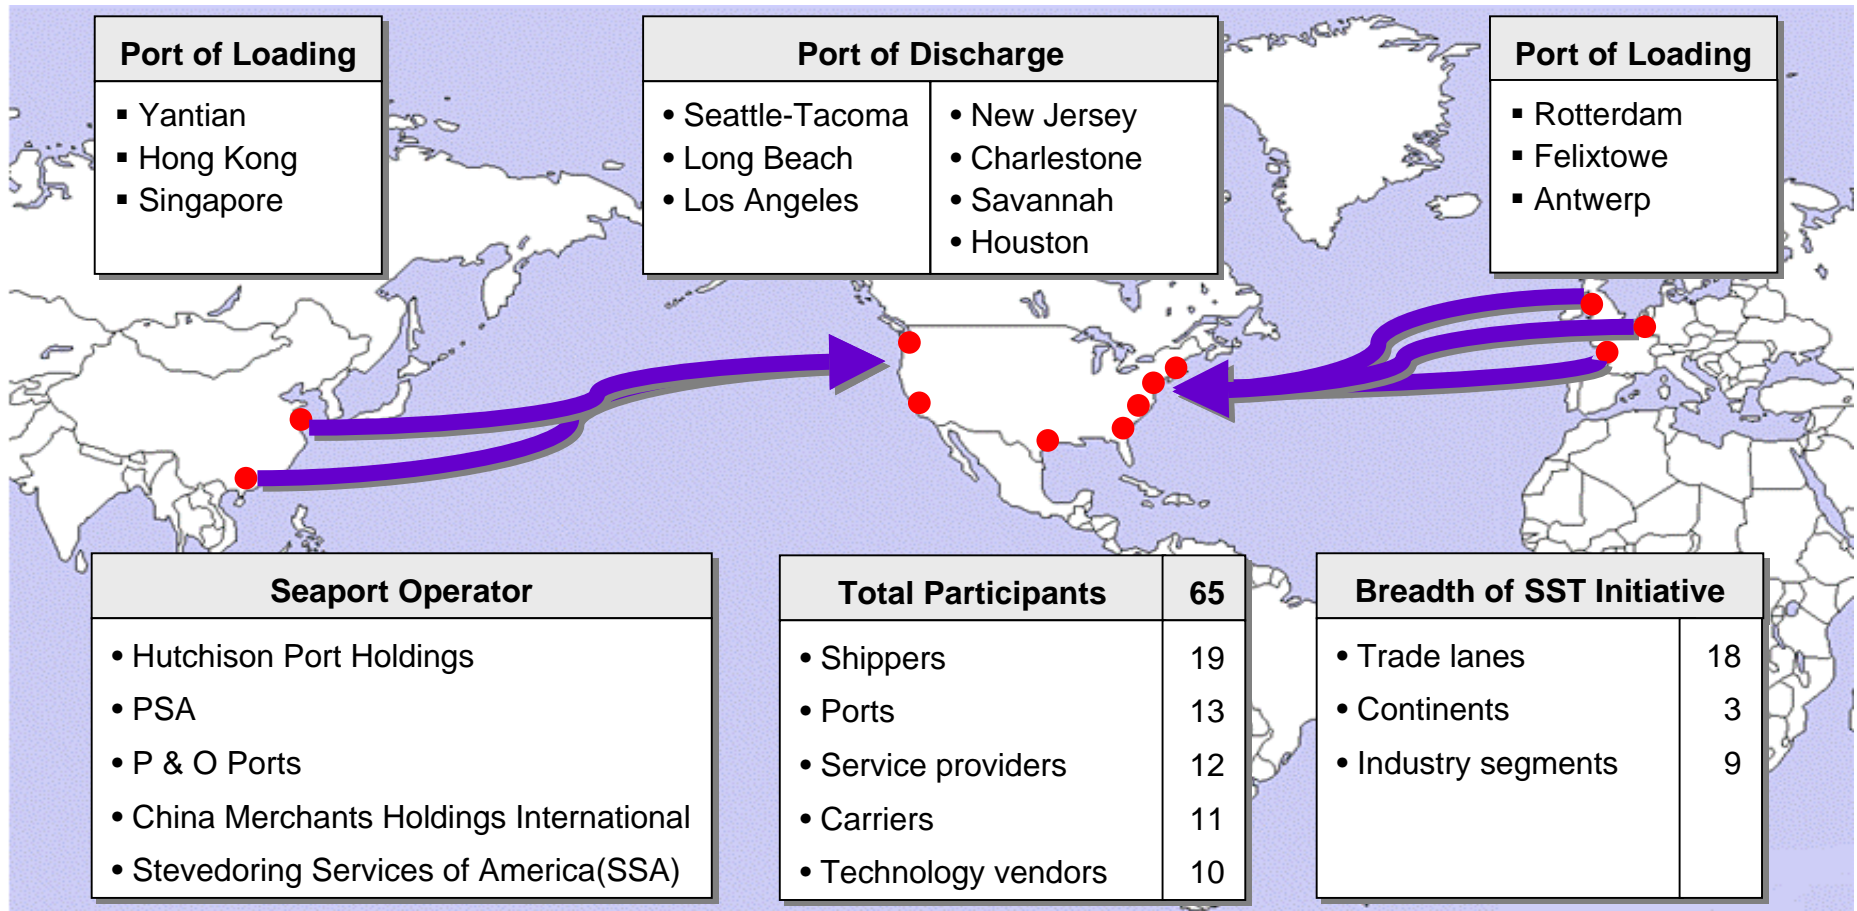 Port of Loading
▪ Yantian
▪ Hong Kong
▪ Singapore
Port of Discharge
• Seattle-Tacoma
• Long Beach
• Los Angeles
• New Jersey
• Charlestone
• Savannah
• Houston
Port of Loading
▪ Rotterdam
▪ Felixtowe
▪ Antwerp
Seaport Operator
• Hutchison Port Holdings
• PSA
• P & O Ports
• China Merchants Holdings International
• Stevedoring Services of America(SSA)
Total Participants 65
• Shippers 19
• Ports 13
• Service providers 12
• Carriers 11
• Technology vendors 10
Breadth of SST Initiative
• Trade lanes 18
• Continents 3
• Industry segments 9